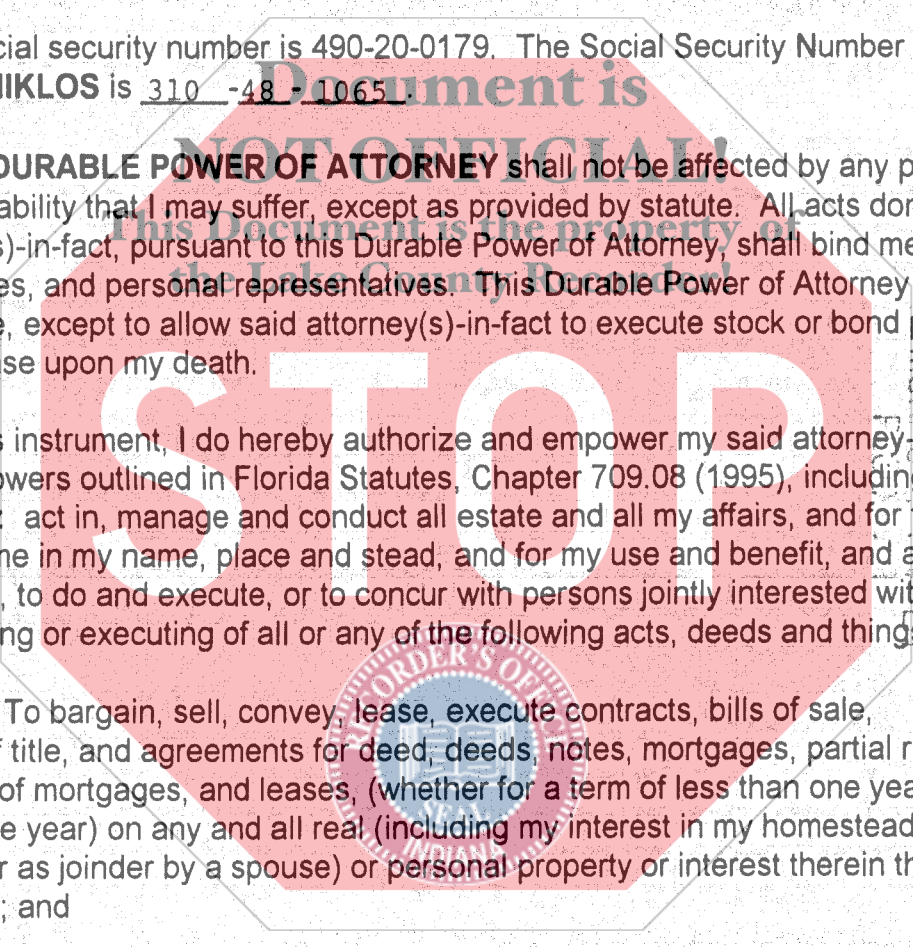 cial security number is 490-20-0179. The Social Security Number
IKLOS is 310 -48 - 1065.
Document is
NOT OFFICIAL!
DURABLE POWER OF ATTORNEY shall not be affected by any p
ability that I may suffer, except as provided by statute. All acts don
This Document is the property of
s)-in-fact, pursuant to this Durable Power of Attorney, shall bind me
the Lake County Recorder!
es, and personal representatives. This Durable Power of Attorney
e, except to allow said attorney(s)-in-fact to execute stock or bond
se upon my death.
STOP
s instrument, I do hereby authorize and empower my said attorney-
owers outlined in Florida Statutes, Chapter 709.08 (1995), including
: act in, manage and conduct all estate and all my affairs, and for
me in my name, place and stead, and for my use and benefit, and a
, to do and execute, or to concur with persons jointly interested wit
ng or executing of all or any of the following acts, deeds and things
RECORDER'S OFFICE
To bargain, sell, convey, lease, execute contracts, bills of sale,
f title, and agreements for deed, deeds, notes, mortgages, partial r
of mortgages, and leases, (whether for a term of less than one yea
SEAL
e year) on any and all real (including my interest in my homestead
INDIANA
r as joinder by a spouse) or personal property or interest therein th
; and